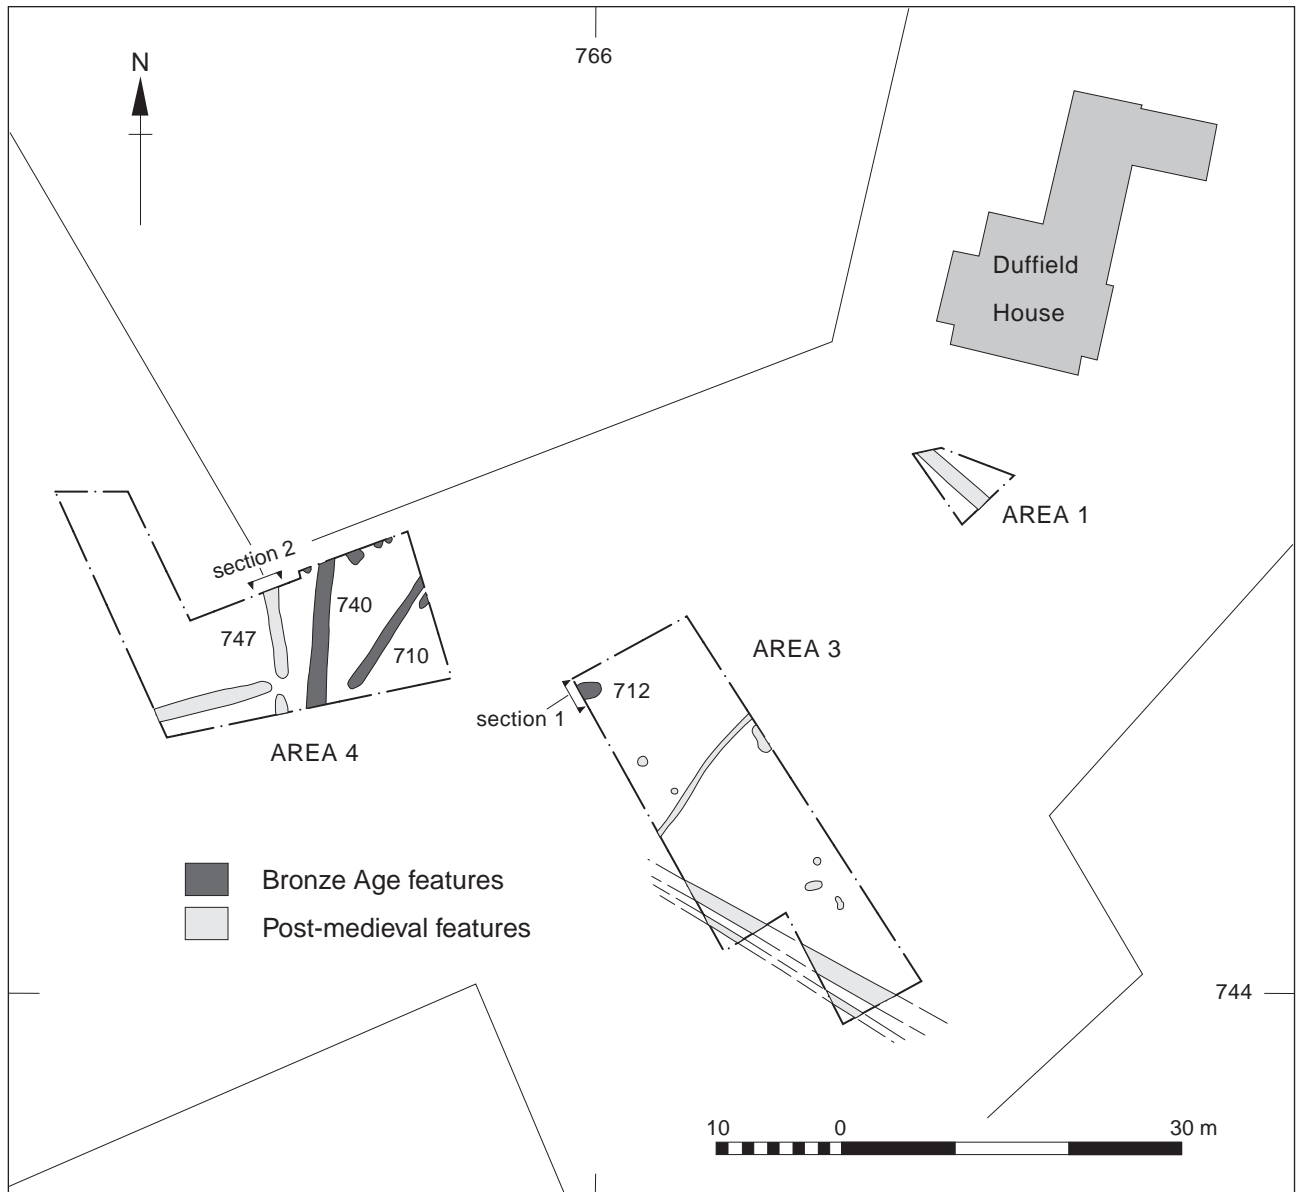 766
N
Duffield
House
AREA 1
section 2
740
747
710
AREA 3
712
section 1
AREA 4
Bronze Age features
Post-medieval features
744
10 0 30 m